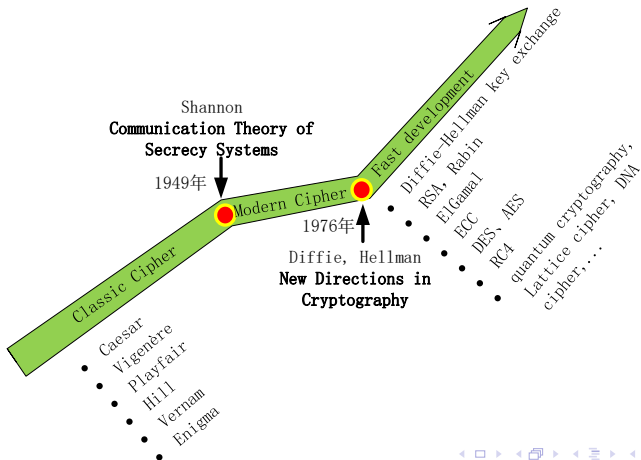 Shannon
Communication Theory of
Secrecy Systems
1949年
Classic Cipher
Modern Cipher
Fast development
1976年
Diffie, Hellman
New Directions in
Cryptography
Caesar
Vigenère
Playfair
Hill
Vernam
Enigma
Diffie-Hellman key exchange
RSA, Rabin
ElGamal
ECC
DES、AES
RC4
quantum cryptography,
Lattice cipher, DNA
cipher,...